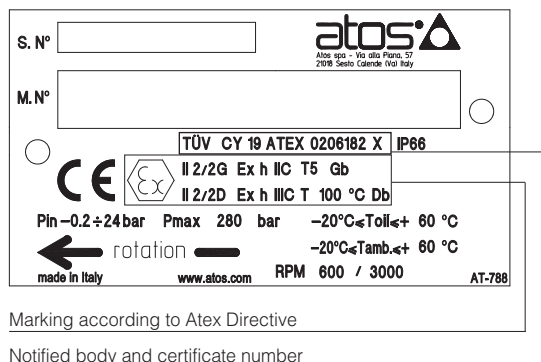 S. Nº
atos
Atos spa - Via alla Piana, 57
21018 Sesto Calende (Va) Italy
M. Nº
TÜV CY 19 ATEX 0206182 X IP66
CE Ex II 2/2G Ex h IIC T5 Gb
II 2/2D Ex h IIIC T 100 °C Db
Pin -0.2÷24 bar Pmax 280 bar -20°C≤Toil≤+ 60 °C
rotation -20°C≤Tamb.≤+ 60 °C
made in Italy www.atos.com RPM 600 / 3000 AT-788
Marking according to Atex Directive
Notified body and certificate number